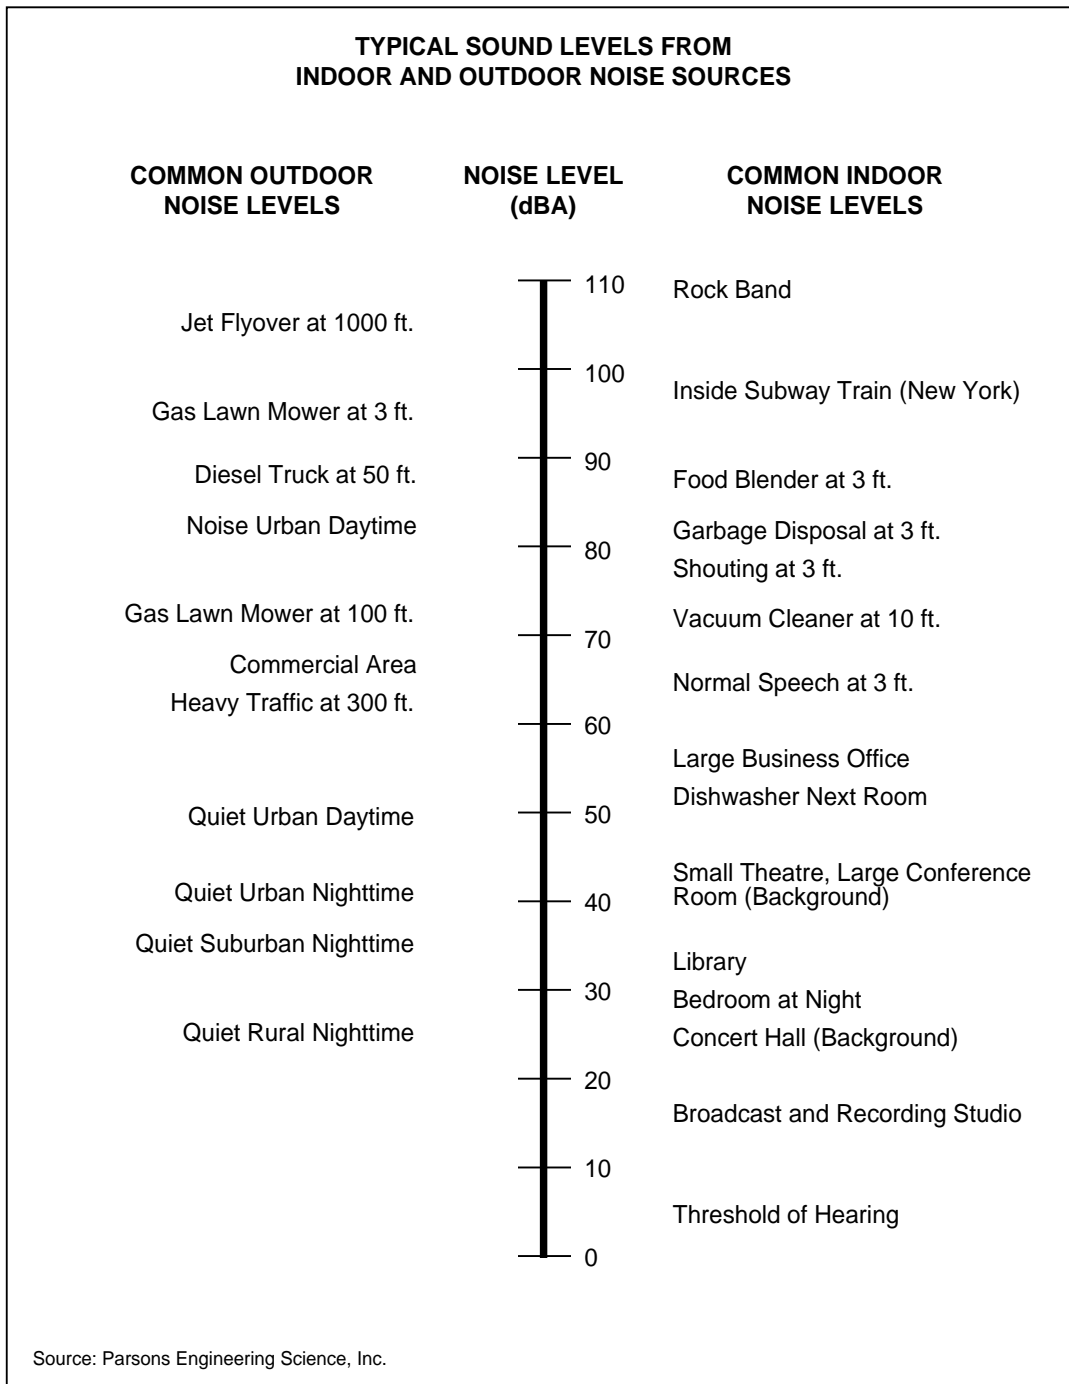 TYPICAL SOUND LEVELS FROM
INDOOR AND OUTDOOR NOISE SOURCES
COMMON OUTDOOR
NOISE LEVELS
NOISE LEVEL
(dBA)
COMMON INDOOR
NOISE LEVELS
110
Rock Band
Jet Flyover at 1000 ft.
100
Inside Subway Train (New York)
Gas Lawn Mower at 3 ft.
90
Diesel Truck at 50 ft.
Food Blender at 3 ft.
Noise Urban Daytime
Garbage Disposal at 3 ft.
80
Shouting at 3 ft.
Gas Lawn Mower at 100 ft.
Vacuum Cleaner at 10 ft.
70
Commercial Area
Normal Speech at 3 ft.
Heavy Traffic at 300 ft.
60
Large Business Office
Dishwasher Next Room
Quiet Urban Daytime
50
Small Theatre, Large Conference
Room (Background)
Quiet Urban Nighttime
40
Quiet Suburban Nighttime
Library
30
Bedroom at Night
Quiet Rural Nighttime
Concert Hall (Background)
20
Broadcast and Recording Studio
10
Threshold of Hearing
0
Source: Parsons Engineering Science, Inc.